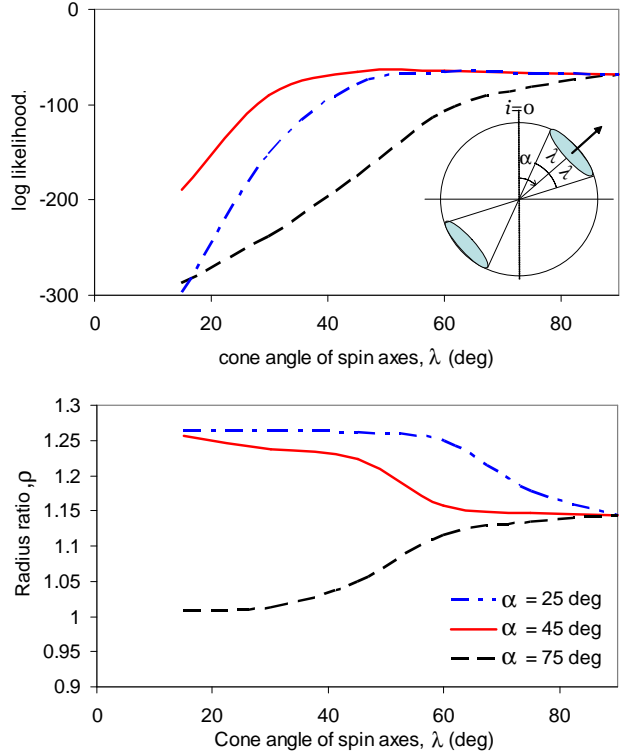 0
-100
-200
-300
log likelihood.
0 20 40 60 80
cone angle of spin axes, λ (deg)
i=0
α λ λ
1.3
1.25
1.2
1.15
1.1
1.05
1
0.95
0.9
Radius ratio,ρ
α = 25 deg
α = 45 deg
α = 75 deg
0 20 40 60 80
Cone angle of spin axes, λ (deg)